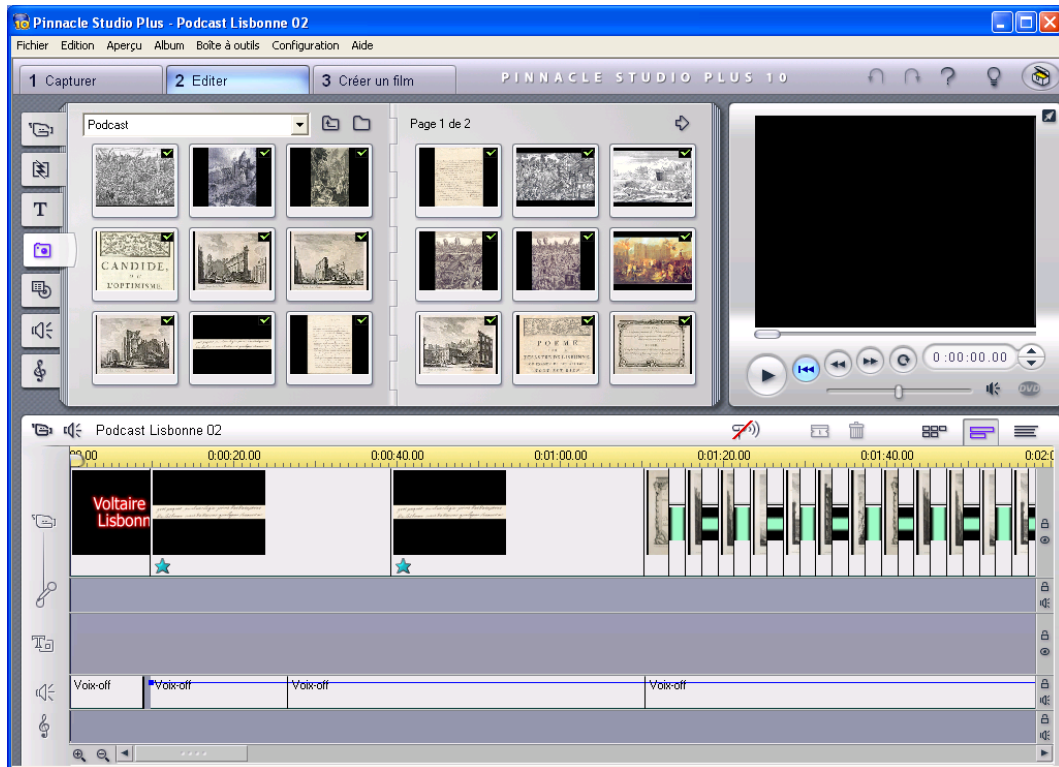 Pinnacle Studio Plus - Podcast Lisbonne 02
Fichier Edition Aperçu Album Boîte à outils Configuration Aide
1 Capturer
2 Editer
3 Créer un film
PINNACLE STUDIO PLUS 10
Podcast
Page 1 de 2
CANDIDE,
L'OPTIMISME.
POEME
0:00:00.00
DVD
Podcast Lisbonne 02
0:00:20.00 0:00:40.00 0:01:00.00 0:01:20.00 0:01:40.00
Voltaire
Lisbonn
Voix-off Voix-off Voix-off Voix-off